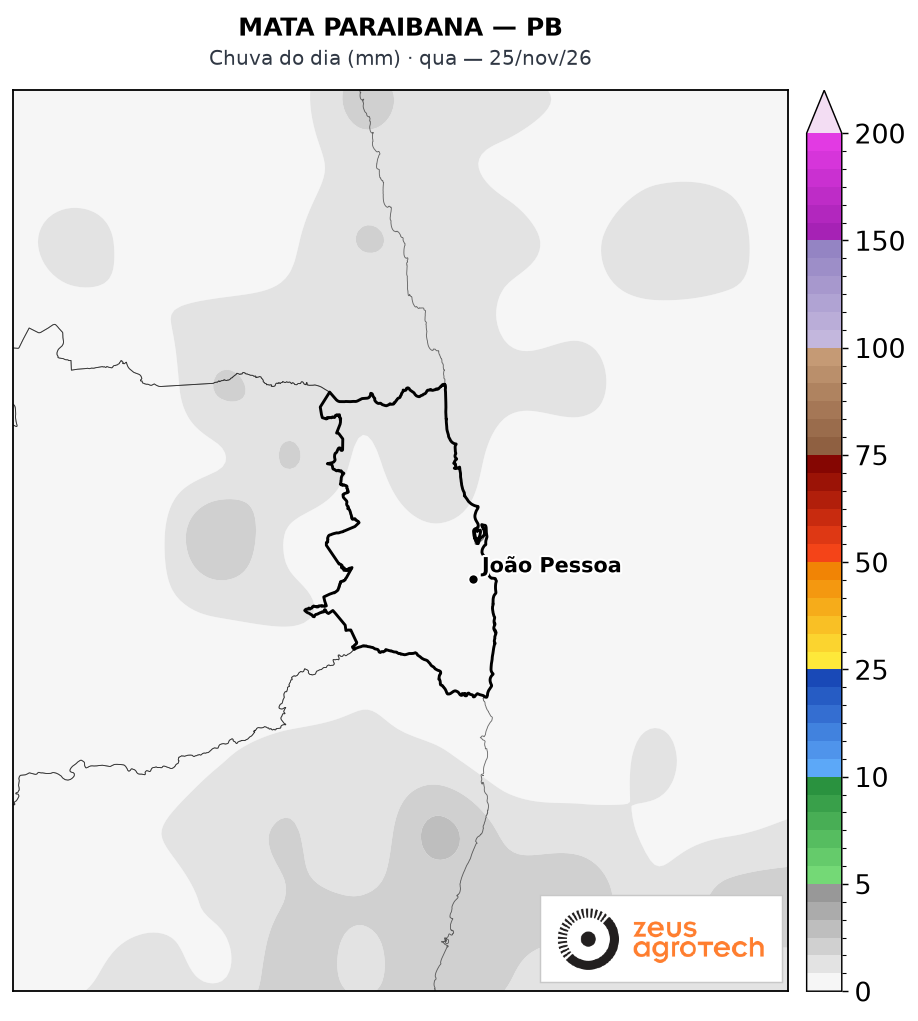 MATA PARAIBANA — PB
Chuva do dia (mm) · qua — 25/nov/26
200
150
100
75
50
25
10
5
0
João Pessoa
zeus
agrotech